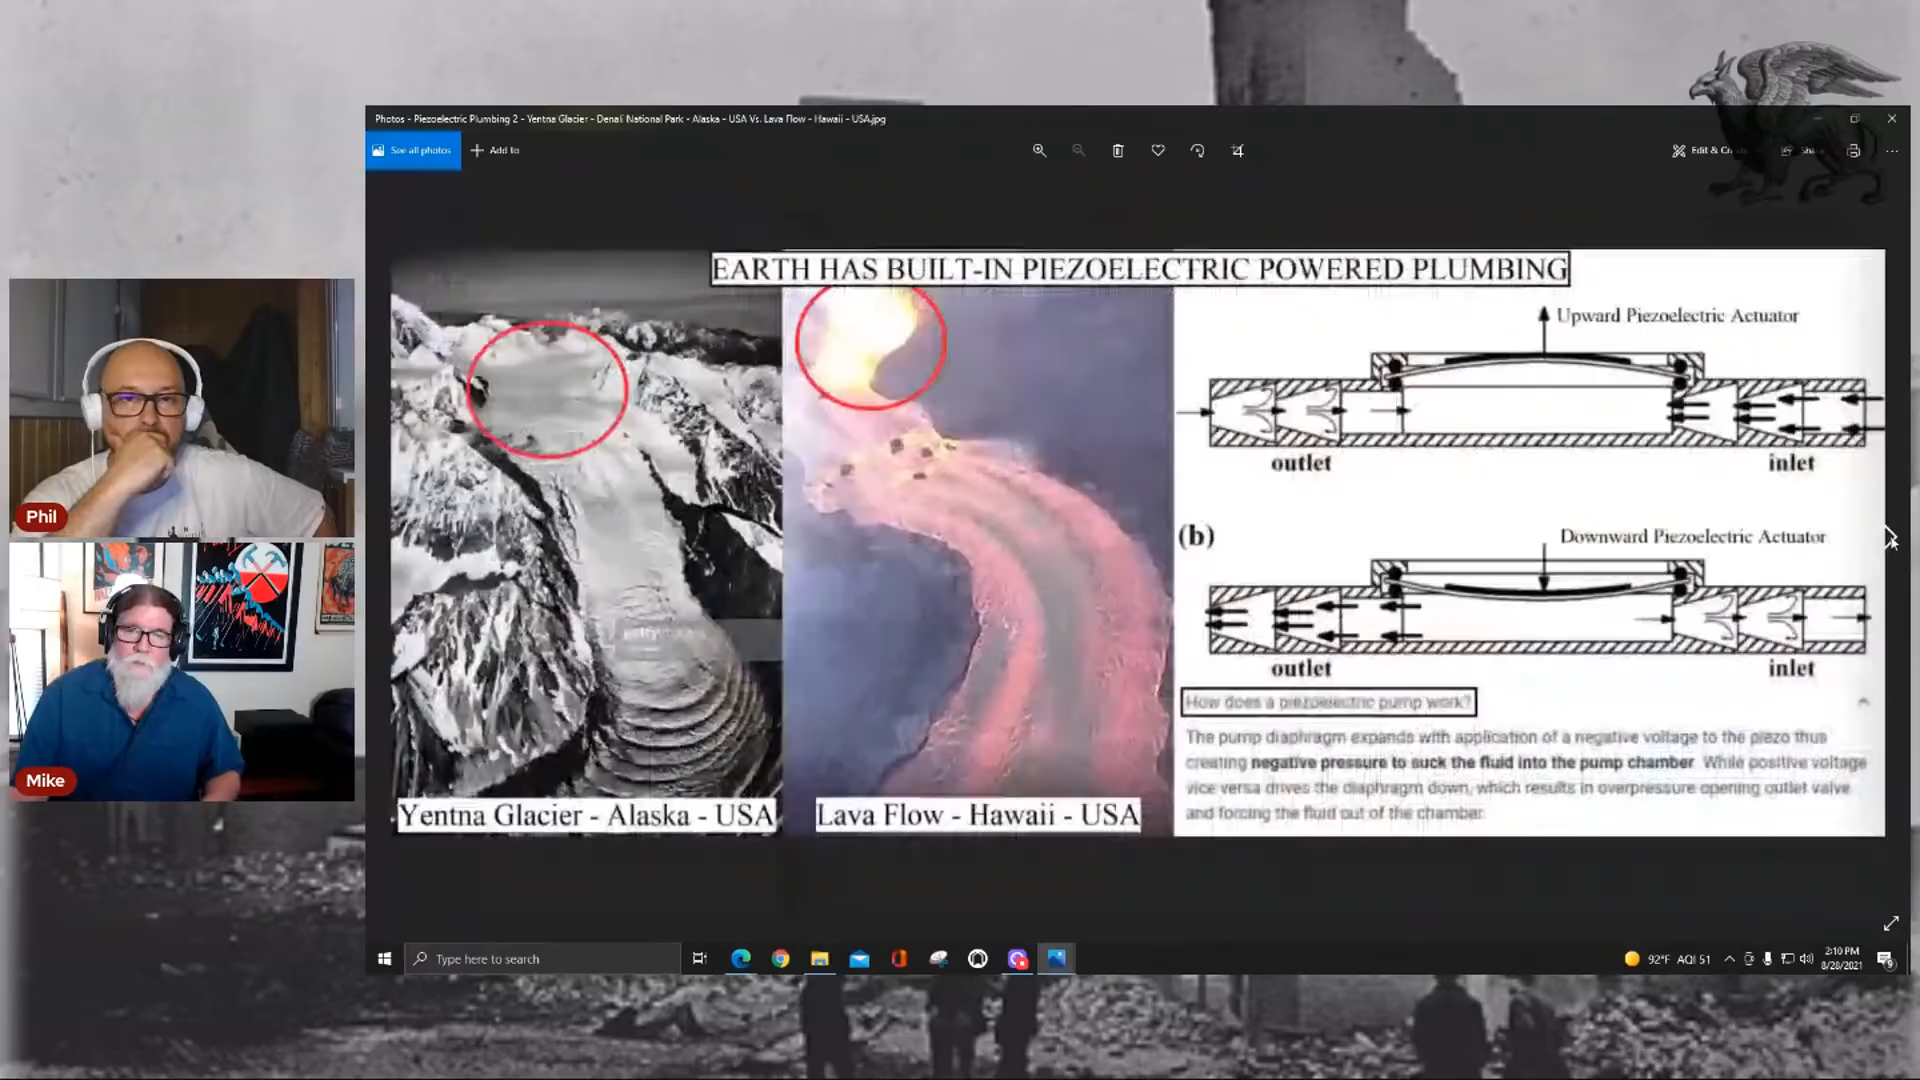 Photos - Piezoelectric Plumbing 2 - Yentna Glacier - Denali National Park - Alaska - USA Vs. Lava Flow - Hawaii - USA.jpg
See all photos
Add to
EARTH HAS BUILT-IN PIEZOELECTRIC POWERED PLUMBING
Upward Piezoelectric Actuator
outlet
inlet
(b)
Downward Piezoelectric Actuator
outlet
inlet
How does a piezoelectric pump work?
The pump diaphragm expands with application of a negative voltage to the piezo thus
creating negative pressure to suck the fluid into the pump chamber. While positive voltage
vice versa drives the diaphragm down, which results in overpressure opening outlet valve
and forcing the fluid out of the chamber.
Yentna Glacier - Alaska - USA
Lava Flow - Hawaii - USA
Phil
Mike
Type here to search
92°F AQI 51
2:10 PM
8/28/2021